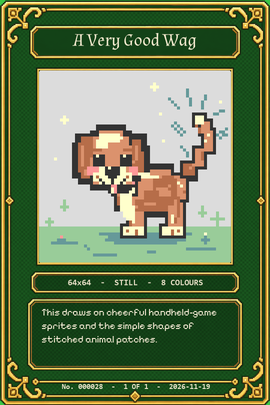 A Very Good Wag
64x64 - STILL - 8 COLOURS
This draws on cheerful handheld-game
sprites and the simple shapes of
stitched animal patches.
No. 000028 - 1 OF 1 - 2026-11-19